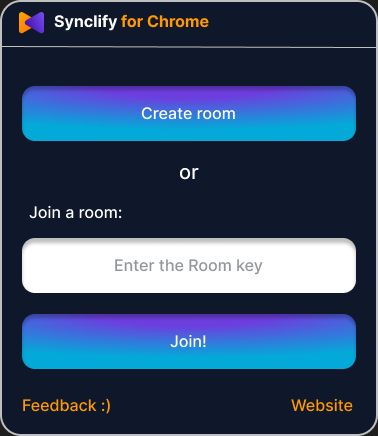 Synclify for Chrome
Create room
or
Join a room:
Enter the Room key
Join!
Feedback :)
Website